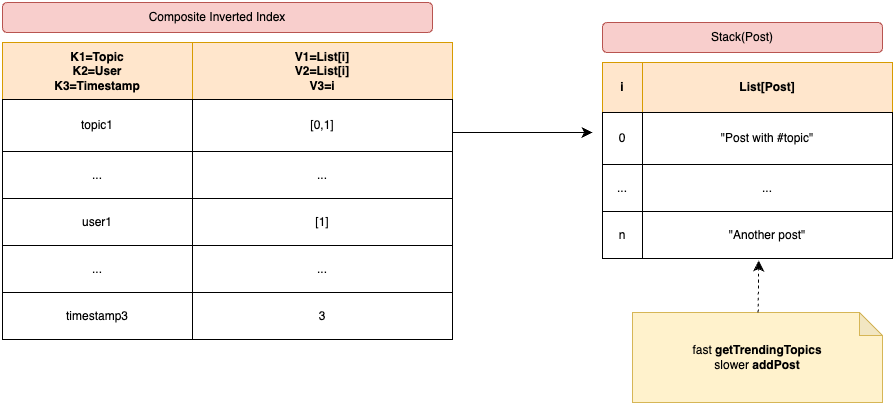 Composite Inverted Index
K1=Topic
K2=User
K3=Timestamp
V1=List[i]
V2=List[i]
V3=i
topic1
[0,1]
...
...
user1
[1]
...
...
timestamp3
3
Stack(Post)
i
List[Post]
0
"Post with #topic"
...
...
n
"Another post"
fast getTrendingTopics
slower addPost